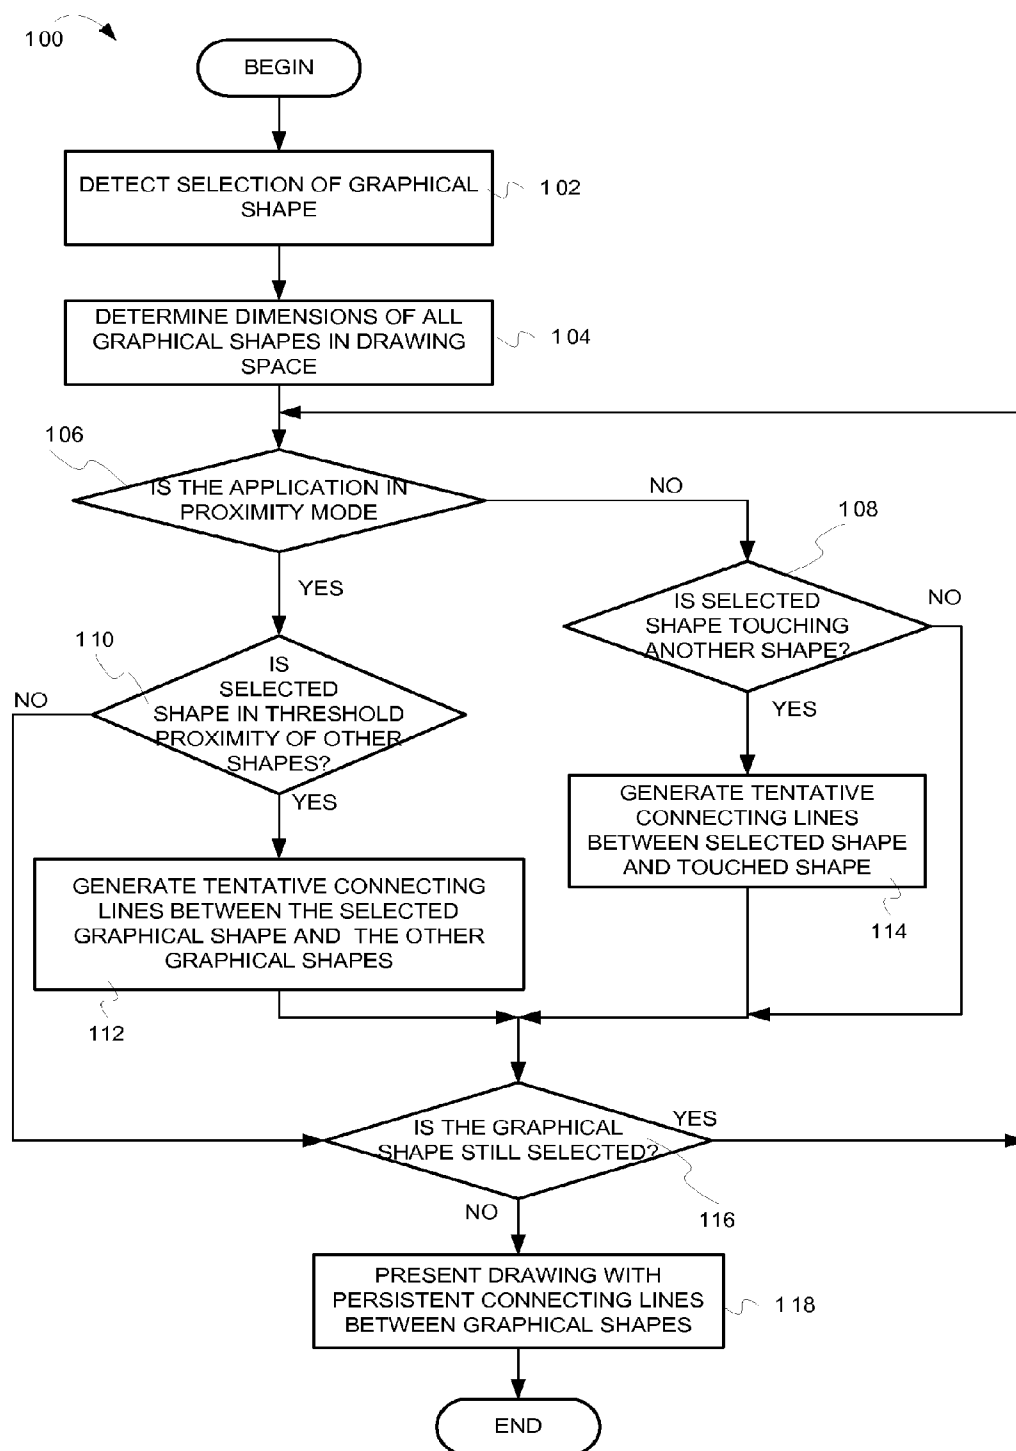 100
BEGIN
DETECT SELECTION OF GRAPHICAL
SHAPE
102
DETERMINE DIMENSIONS OF ALL
GRAPHICAL SHAPES IN DRAWING
SPACE
104
106
IS THE APPLICATION IN
PROXIMITY MODE
NO
YES
108
IS SELECTED
SHAPE TOUCHING
ANOTHER SHAPE?
NO
YES
110
IS
SELECTED
SHAPE IN THRESHOLD
PROXIMITY OF OTHER
SHAPES?
NO
YES
GENERATE TENTATIVE
CONNECTING LINES
BETWEEN SELECTED SHAPE
AND TOUCHED SHAPE
114
GENERATE TENTATIVE CONNECTING
LINES BETWEEN THE SELECTED
GRAPHICAL SHAPE AND THE OTHER
GRAPHICAL SHAPES
112
IS THE GRAPHICAL
SHAPE STILL SELECTED?
YES
116
NO
PRESENT DRAWING WITH
PERSISTENT CONNECTING LINES
BETWEEN GRAPHICAL SHAPES
118
END